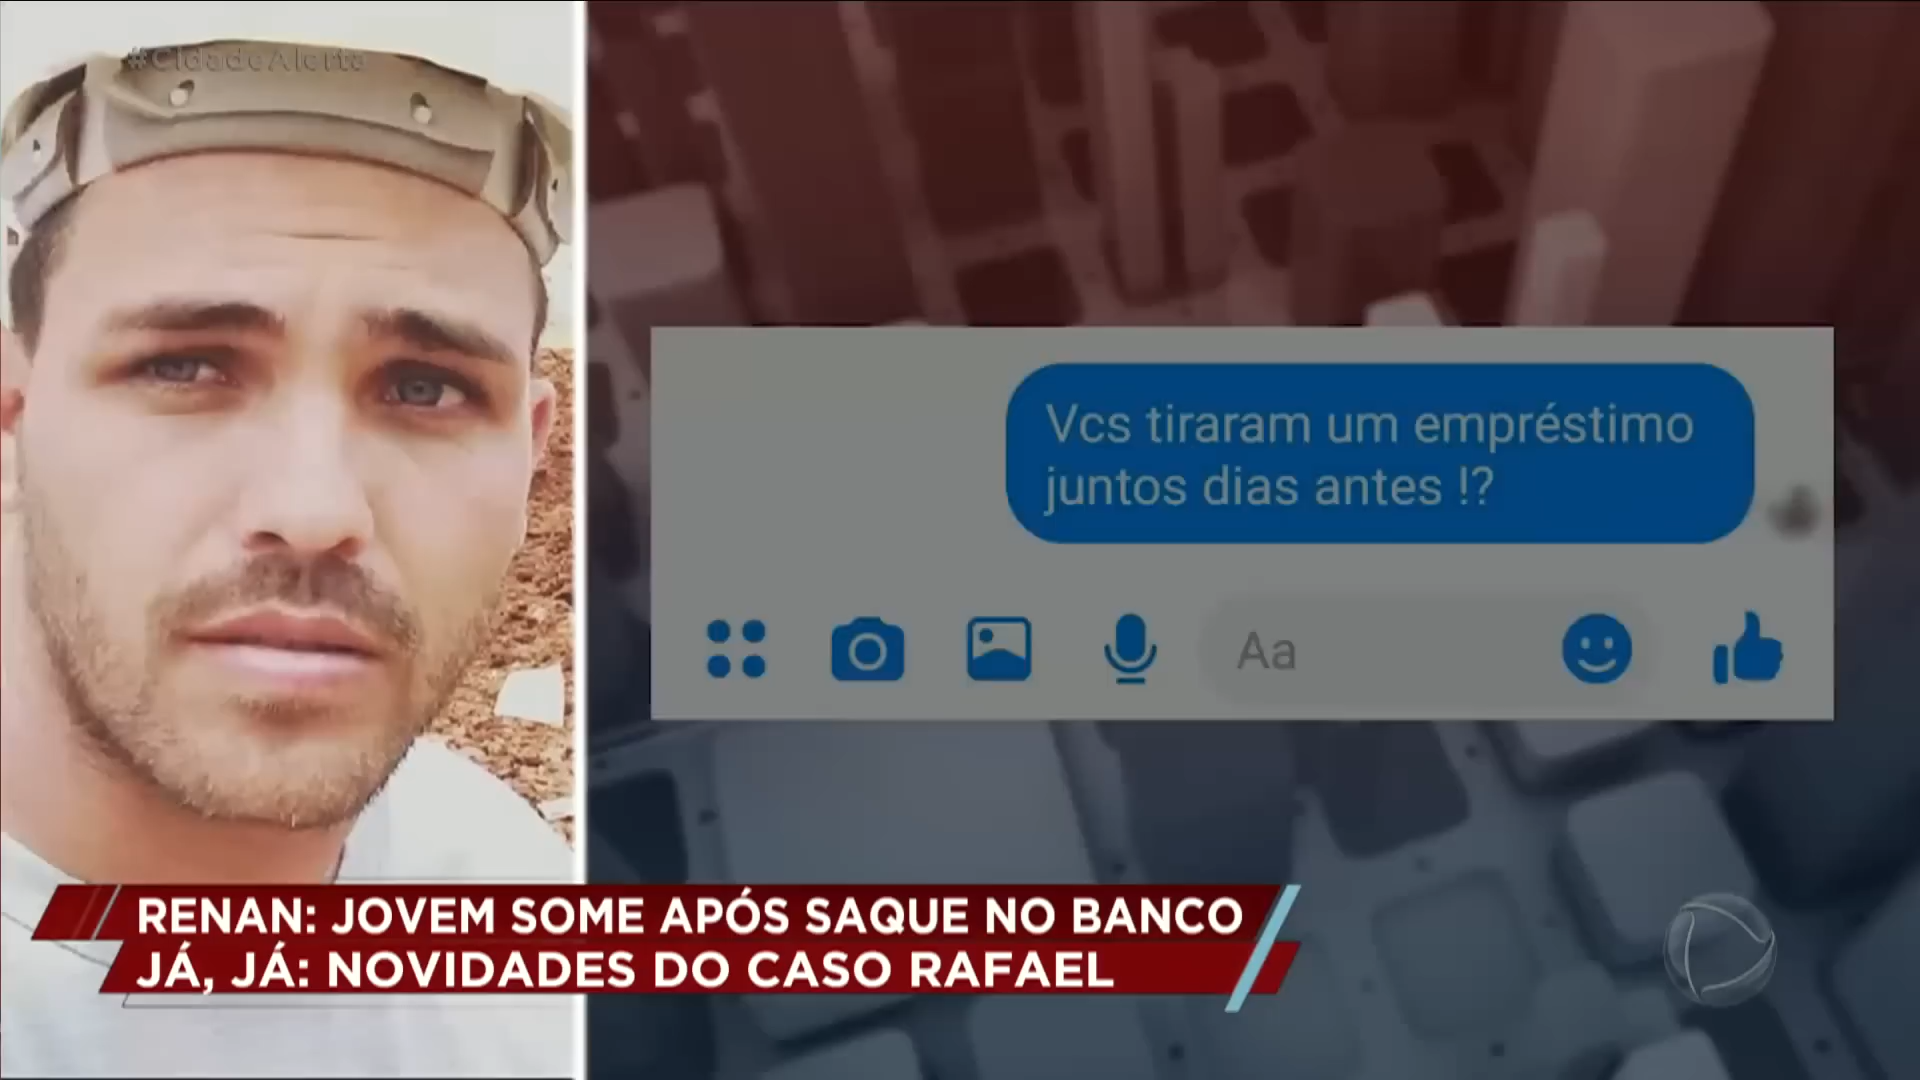 #CidadeAlerta
Vcs tiraram um empréstimo
juntos dias antes !?
Aa
RENAN: JOVEM SOME APÓS SAQUE NO BANCO
JÁ, JÁ: NOVIDADES DO CASO RAFAEL